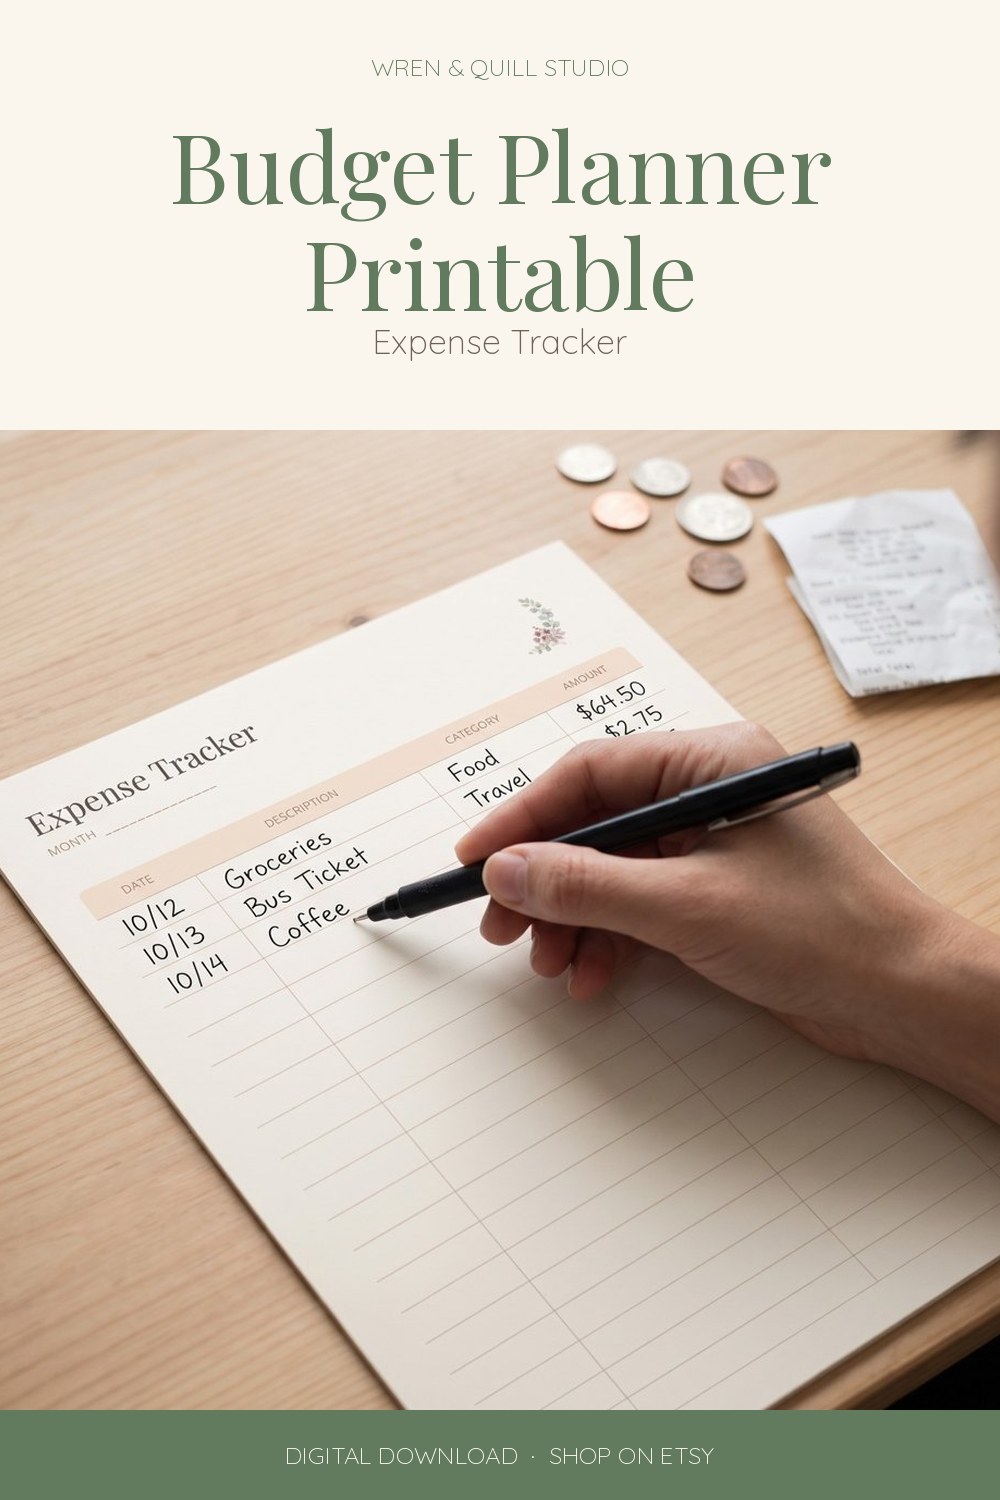 WREN & QUILL STUDIO
Budget Planner
Printable
Expense Tracker
Expense Tracker
MONTH
DATE DESCRIPTION CATEGORY AMOUNT
10/12 Groceries Food $64.50
10/13 Bus Ticket Travel $2.75
10/14 Coffee
DIGITAL DOWNLOAD · SHOP ON ETSY